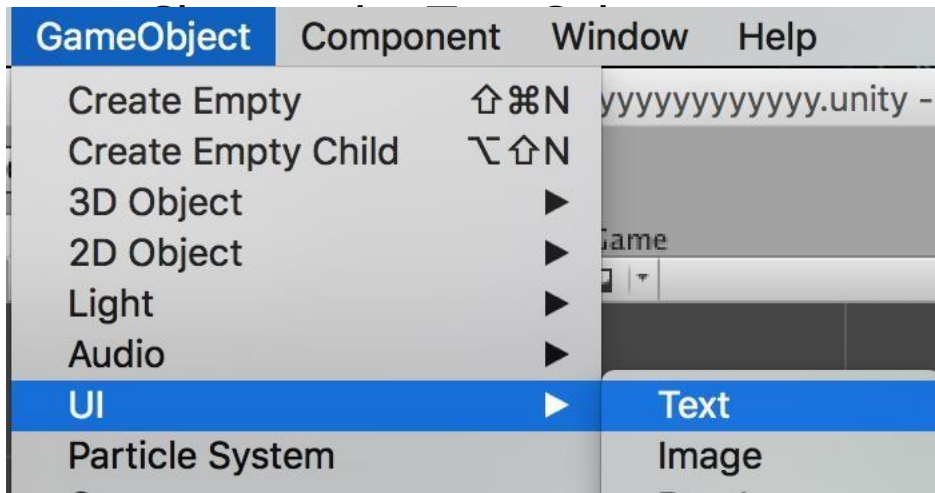 GameObject Component Window Help
Create Empty ⇧⌘N yyyyyyyyyyyyy.unity -
Create Empty Child ⌥⇧N
3D Object ▶
2D Object ▶
Game
Light ▶
Audio ▶
UI ▶ Text
Particle System Image